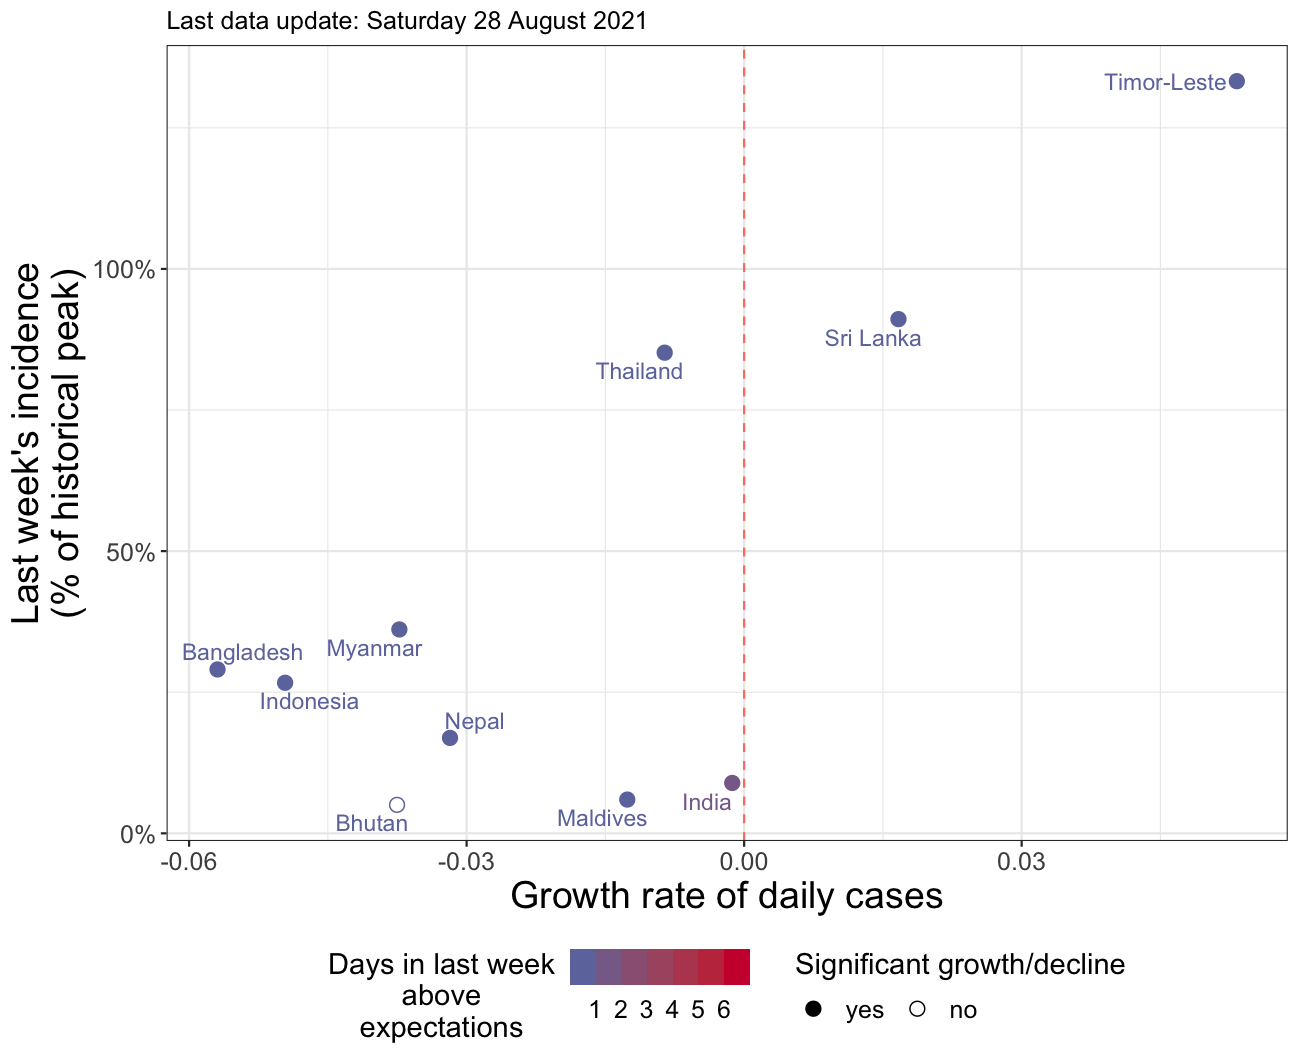 Last data update: Saturday 28 August 2021
Timor-Leste
100%
Sri Lanka
Thailand
Last week's incidence
(% of historical peak)
50%
Bangladesh
Myanmar
Indonesia
Nepal
India
Maldives
Bhutan
0%
-0.06 -0.03 0.00 0.03
Growth rate of daily cases
Days in last week
above
expectations
1 2 3 4 5 6
Significant growth/decline
yes no